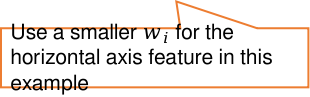 Use a smaller wᵢ for the
horizontal axis feature in this
example